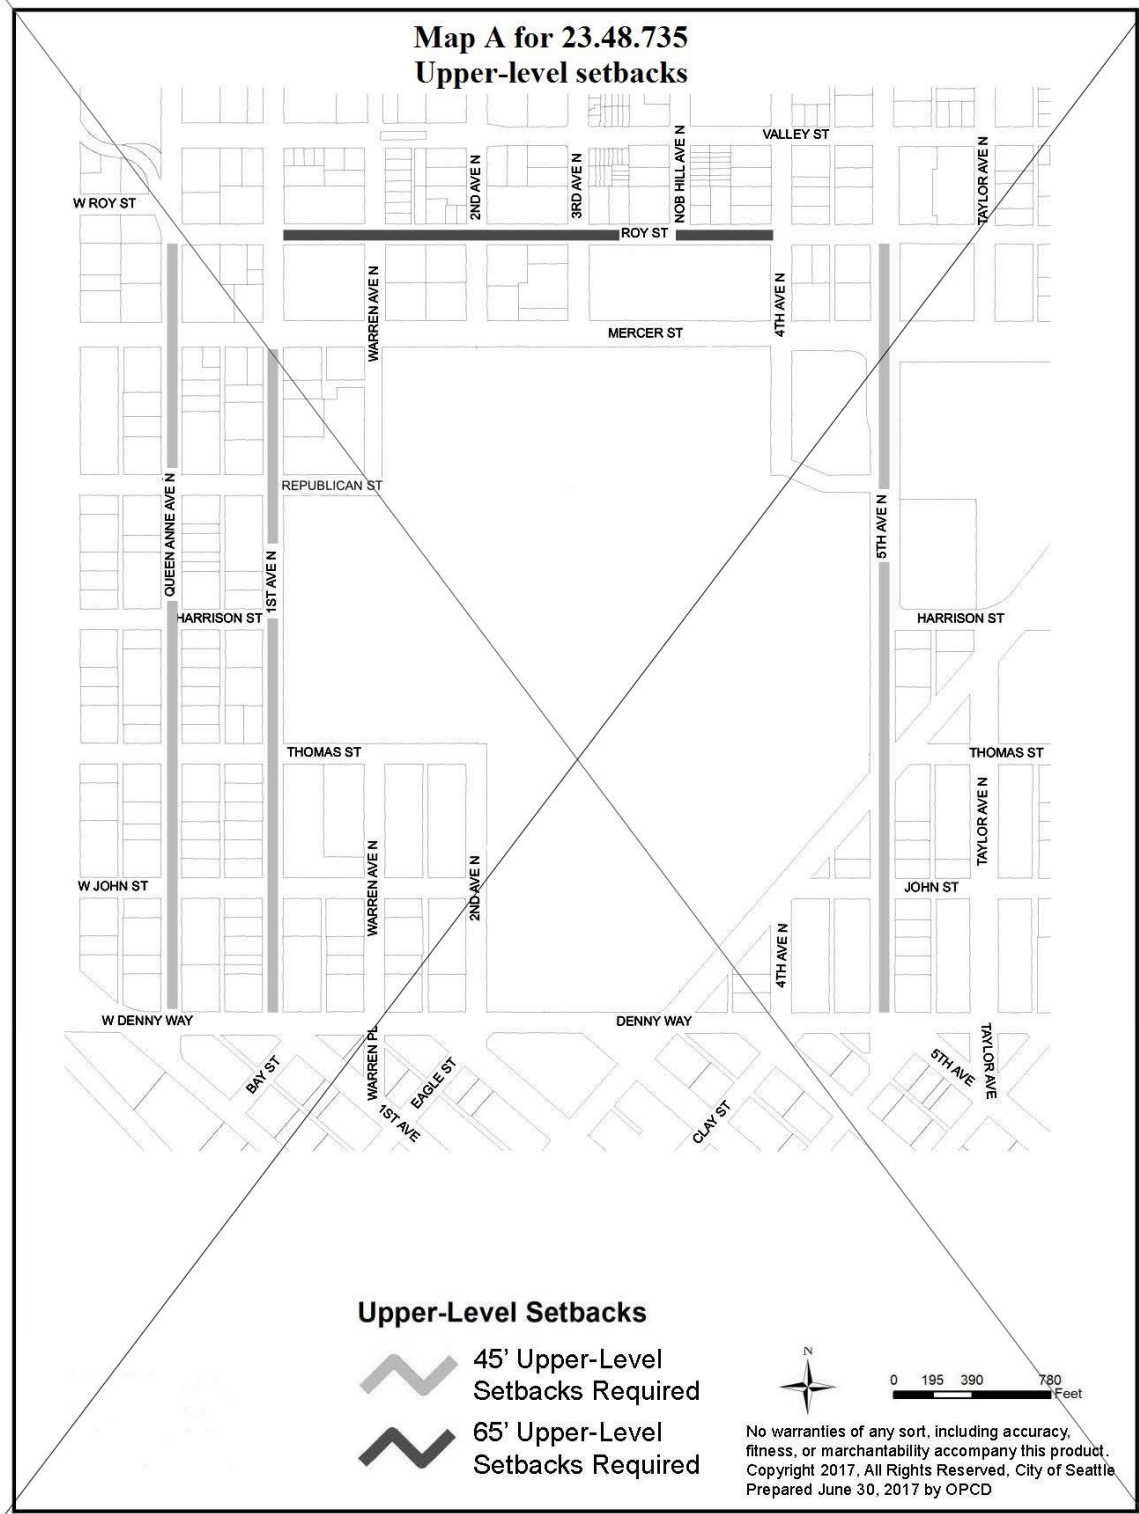 Map A for 23.48.735
Upper-level setbacks
VALLEY ST
NOB HILL AVE N
TAYLOR AVE N
2ND AVE N
3RD AVE N
W ROY ST
ROY ST
WARREN AVE N
4TH AVE N
MERCER ST
QUEEN ANNE AVE N
REPUBLICAN ST
5TH AVE N
1ST AVE N
HARRISON ST
HARRISON ST
THOMAS ST
THOMAS ST
TAYLOR AVE N
WARREN AVE N
2ND AVE N
W JOHN ST
JOHN ST
4TH AVE N
W DENNY WAY
DENNY WAY
BAY ST
WARREN PL
EAGLE ST
1ST AVE
CLAY ST
5TH AVE
TAYLOR AVE
Upper-Level Setbacks
45' Upper-Level
Setbacks Required
65' Upper-Level
Setbacks Required
N
0 195 390 780
Feet
No warranties of any sort, including accuracy,
fitness, or marchantability accompany this product.
Copyright 2017, All Rights Reserved, City of Seattle
Prepared June 30, 2017 by OPCD